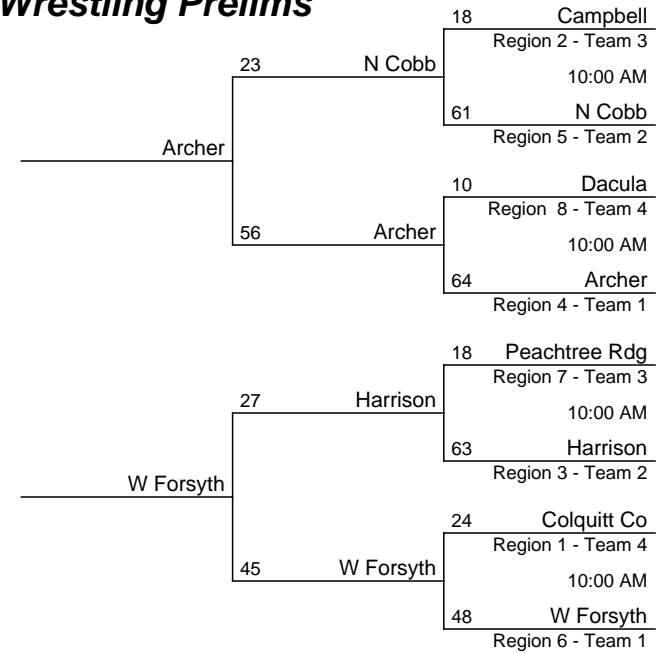 Wrestling Prelims
18 Campbell
Region 2 - Team 3
23 N Cobb
10:00 AM
61 N Cobb
Region 5 - Team 2
Archer
10 Dacula
Region 8 - Team 4
56 Archer
10:00 AM
64 Archer
Region 4 - Team 1
18 Peachtree Rdg
Region 7 - Team 3
27 Harrison
10:00 AM
63 Harrison
Region 3 - Team 2
W Forsyth
24 Colquitt Co
Region 1 - Team 4
45 W Forsyth
10:00 AM
48 W Forsyth
Region 6 - Team 1